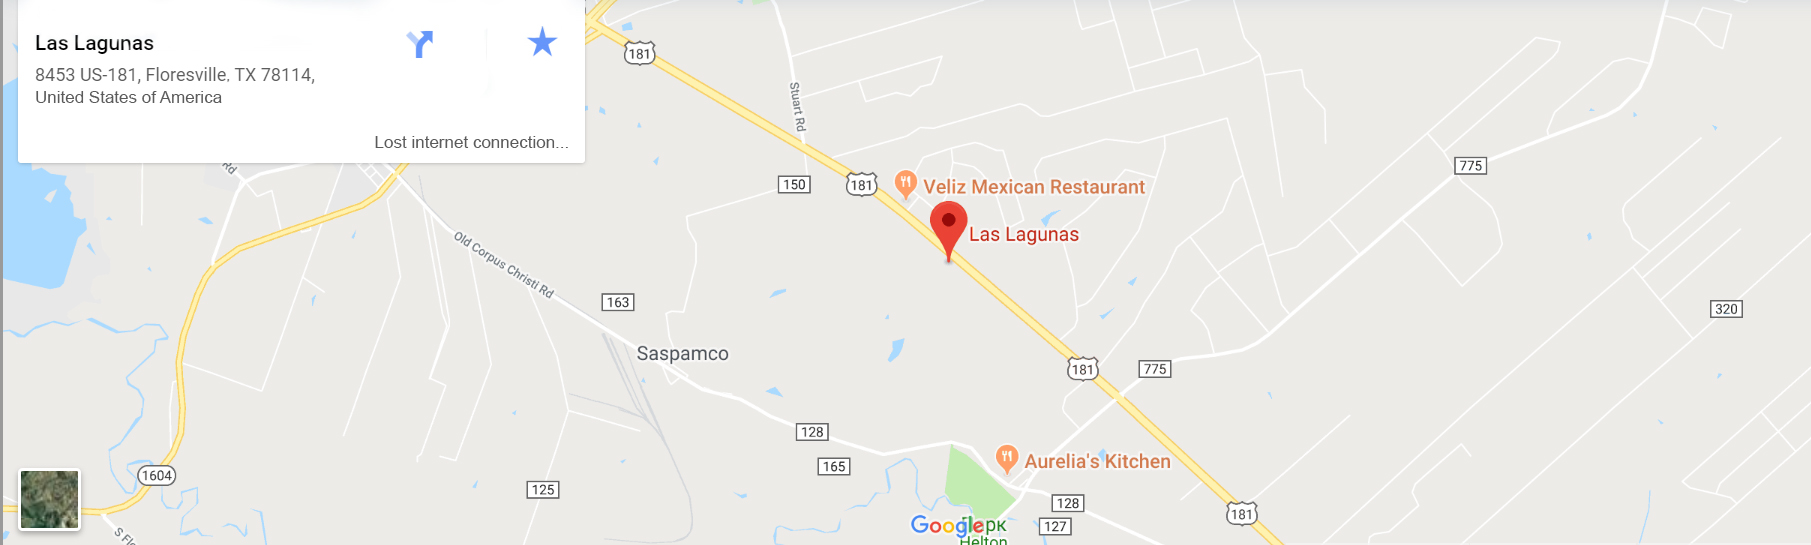 Las Lagunas
8453 US-181, Floresville. TX 78114,
United States of America
Lost internet connection...
181
Stuart Rd
Rd
150
181
Veliz Mexican Restaurant
775
Las Lagunas
Old Corpus Christi Rd
163
320
Saspamco
181
775
128
165
Aurelia's Kitchen
1604
125
128
181
127
Google
Парк
Helton
S Flo